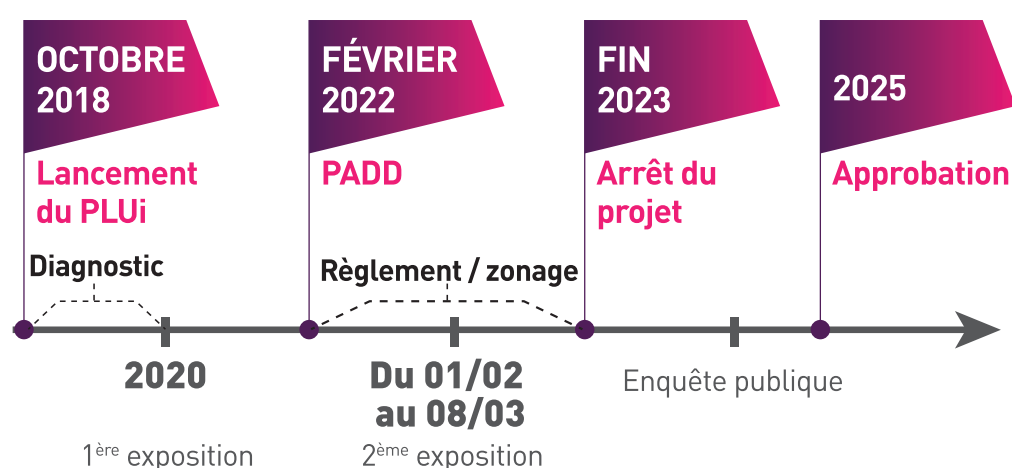 OCTOBRE
2018
FÉVRIER
2022
FIN
2023
2025
Lancement
du PLUi
PADD
Arrêt du
projet
Approbation
Diagnostic
Règlement / zonage
2020
Du 01/02
au 08/03
Enquête publique
1ère exposition
2ème exposition